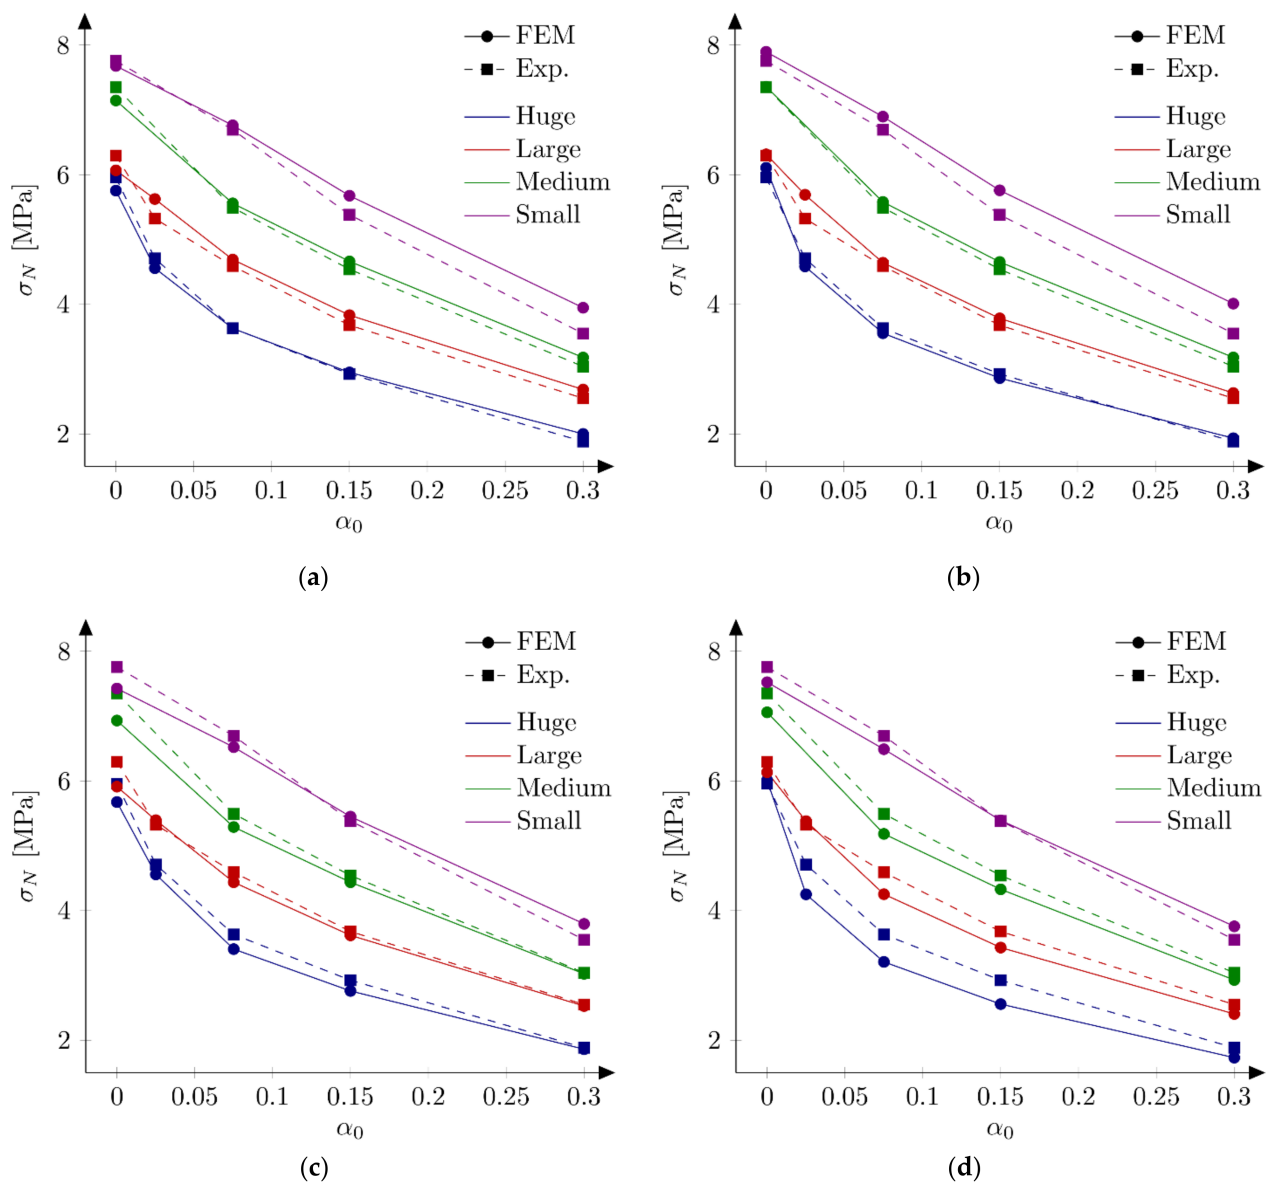 8
6
4
2
σN [MPa]
0 0.05 0.1 0.15 0.2 0.25 0.3
α0
FEM
Exp.
Huge
Large
Medium
Small
(a)
8
6
4
2
σN [MPa]
0 0.05 0.1 0.15 0.2 0.25 0.3
α0
FEM
Exp.
Huge
Large
Medium
Small
(b)
8
6
4
2
σN [MPa]
0 0.05 0.1 0.15 0.2 0.25 0.3
α0
FEM
Exp.
Huge
Large
Medium
Small
(c)
8
6
4
2
σN [MPa]
0 0.05 0.1 0.15 0.2 0.25 0.3
α0
FEM
Exp.
Huge
Large
Medium
Small
(d)